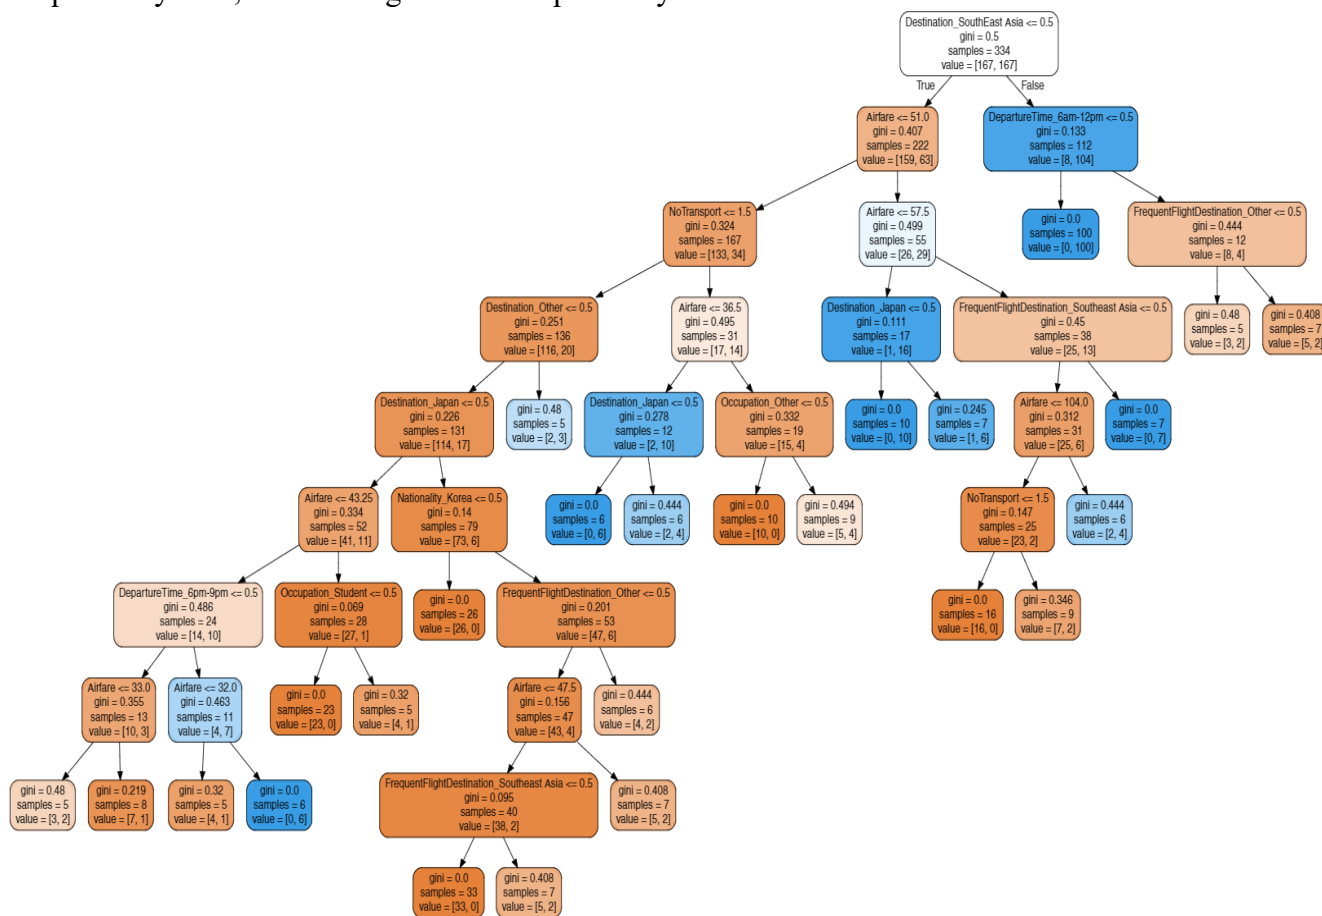 Destination_SouthEast Asia <= 0.5
gini = 0.5
samples = 334
value = [167, 167]
True
False
Airfare <= 51.0
gini = 0.407
samples = 222
value = [159, 63]
DepartureTime_6am-12pm <= 0.5
gini = 0.133
samples = 112
value = [8, 104]
NoTransport <= 1.5
gini = 0.324
samples = 167
value = [133, 34]
Airfare <= 57.5
gini = 0.499
samples = 55
value = [26, 29]
gini = 0.0
samples = 100
value = [0, 100]
FrequentFlightDestination_Other <= 0.5
gini = 0.444
samples = 12
value = [8, 4]
Destination_Other <= 0.5
gini = 0.251
samples = 136
value = [116, 20]
Airfare <= 36.5
gini = 0.495
samples = 31
value = [17, 14]
Destination_Japan <= 0.5
gini = 0.111
samples = 17
value = [1, 16]
FrequentFlightDestination_Southeast Asia <= 0.5
gini = 0.45
samples = 38
value = [25, 13]
gini = 0.48
samples = 5
value = [3, 2]
gini = 0.408
samples = 7
value = [5, 2]
Destination_Japan <= 0.5
gini = 0.226
samples = 131
value = [114, 17]
gini = 0.48
samples = 5
value = [2, 3]
Destination_Japan <= 0.5
gini = 0.278
samples = 12
value = [2, 10]
Occupation_Other <= 0.5
gini = 0.332
samples = 19
value = [15, 4]
gini = 0.0
samples = 10
value = [0, 10]
gini = 0.245
samples = 7
value = [1, 6]
Airfare <= 104.0
gini = 0.312
samples = 31
value = [25, 6]
gini = 0.0
samples = 7
value = [0, 7]
Airfare <= 43.25
gini = 0.334
samples = 52
value = [41, 11]
Nationality_Korea <= 0.5
gini = 0.14
samples = 79
value = [73, 6]
gini = 0.0
samples = 6
value = [0, 6]
gini = 0.444
samples = 6
value = [2, 4]
gini = 0.0
samples = 10
value = [10, 0]
gini = 0.494
samples = 9
value = [5, 4]
NoTransport <= 1.5
gini = 0.147
samples = 25
value = [23, 2]
gini = 0.444
samples = 6
value = [2, 4]
DepartureTime_6pm-9pm <= 0.5
gini = 0.486
samples = 24
value = [14, 10]
Occupation_Student <= 0.5
gini = 0.069
samples = 28
value = [27, 1]
gini = 0.0
samples = 26
value = [26, 0]
FrequentFlightDestination_Other <= 0.5
gini = 0.201
samples = 53
value = [47, 6]
gini = 0.0
samples = 16
value = [16, 0]
gini = 0.346
samples = 9
value = [7, 2]
Airfare <= 33.0
gini = 0.355
samples = 13
value = [10, 3]
Airfare <= 32.0
gini = 0.463
samples = 11
value = [4, 7]
gini = 0.0
samples = 23
value = [23, 0]
gini = 0.32
samples = 5
value = [4, 1]
Airfare <= 47.5
gini = 0.156
samples = 47
value = [43, 4]
gini = 0.444
samples = 6
value = [4, 2]
gini = 0.48
samples = 5
value = [3, 2]
gini = 0.219
samples = 8
value = [7, 1]
gini = 0.32
samples = 5
value = [4, 1]
gini = 0.0
samples = 6
value = [0, 6]
FrequentFlightDestination_Southeast Asia <= 0.5
gini = 0.095
samples = 40
value = [38, 2]
gini = 0.408
samples = 7
value = [5, 2]
gini = 0.0
samples = 33
value = [33, 0]
gini = 0.408
samples = 7
value = [5, 2]